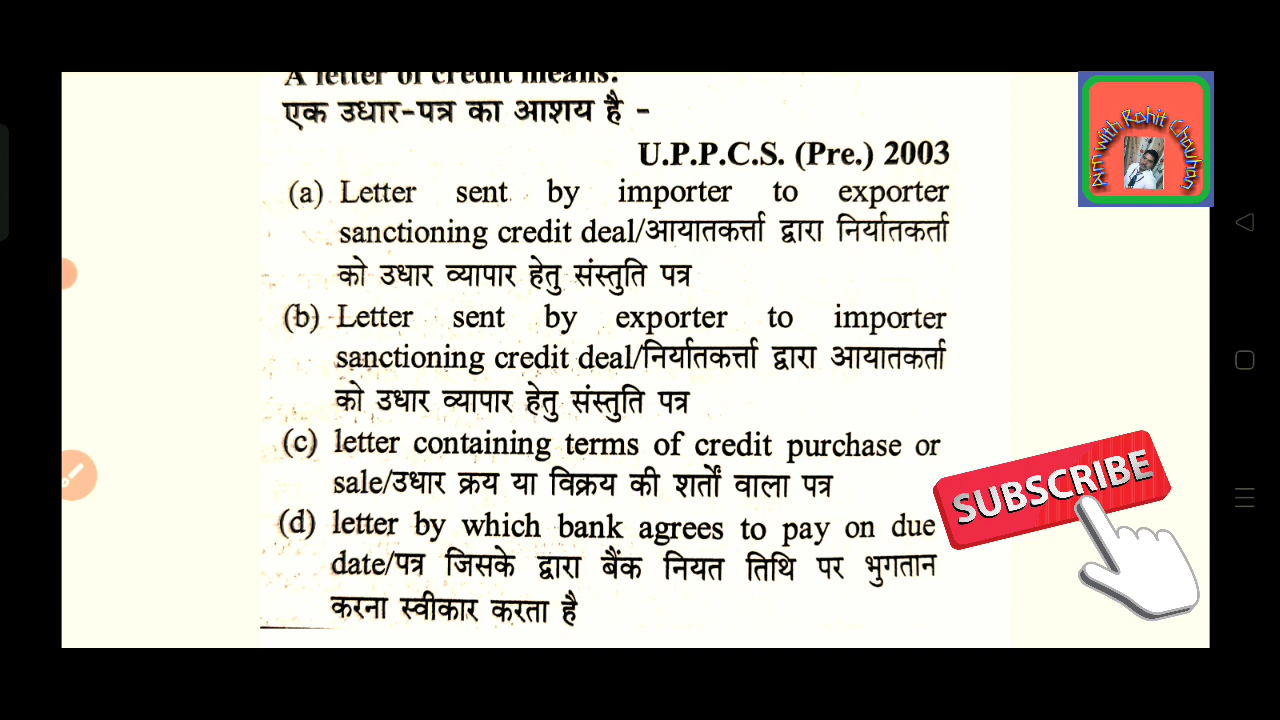 A letter of credit means:
एक उधार-पत्र का आशय है -
U.P.P.C.S. (Pre.) 2003
(a) Letter sent by importer to exporter
sanctioning credit deal/आयातकर्त्ता द्वारा निर्यातकर्ता
को उधार व्यापार हेतु संस्तुति पत्र
(b) Letter sent by exporter to importer
sanctioning credit deal/निर्यातकर्त्ता द्वारा आयातकर्ता
को उधार व्यापार हेतु संस्तुति पत्र
(c) letter containing terms of credit purchase or
sale/उधार क्रय या विक्रय की शर्तों वाला पत्र
(d) letter by which bank agrees to pay on due
date/पत्र जिसके द्वारा बैंक नियत तिथि पर भुगतान
करना स्वीकार करता है
with Rohit Chouhan
SUBSCRIBE